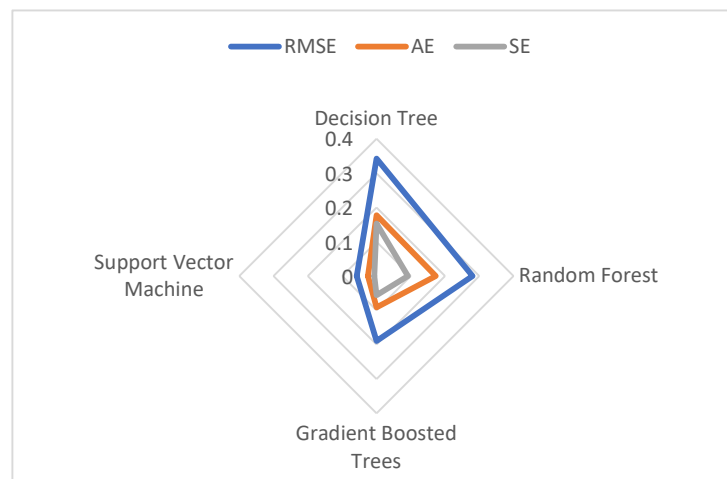 RMSE AE SE
Decision Tree
0.4
0.3
0.2
0.1
0
Support Vector
Machine
Random Forest
Gradient Boosted
Trees